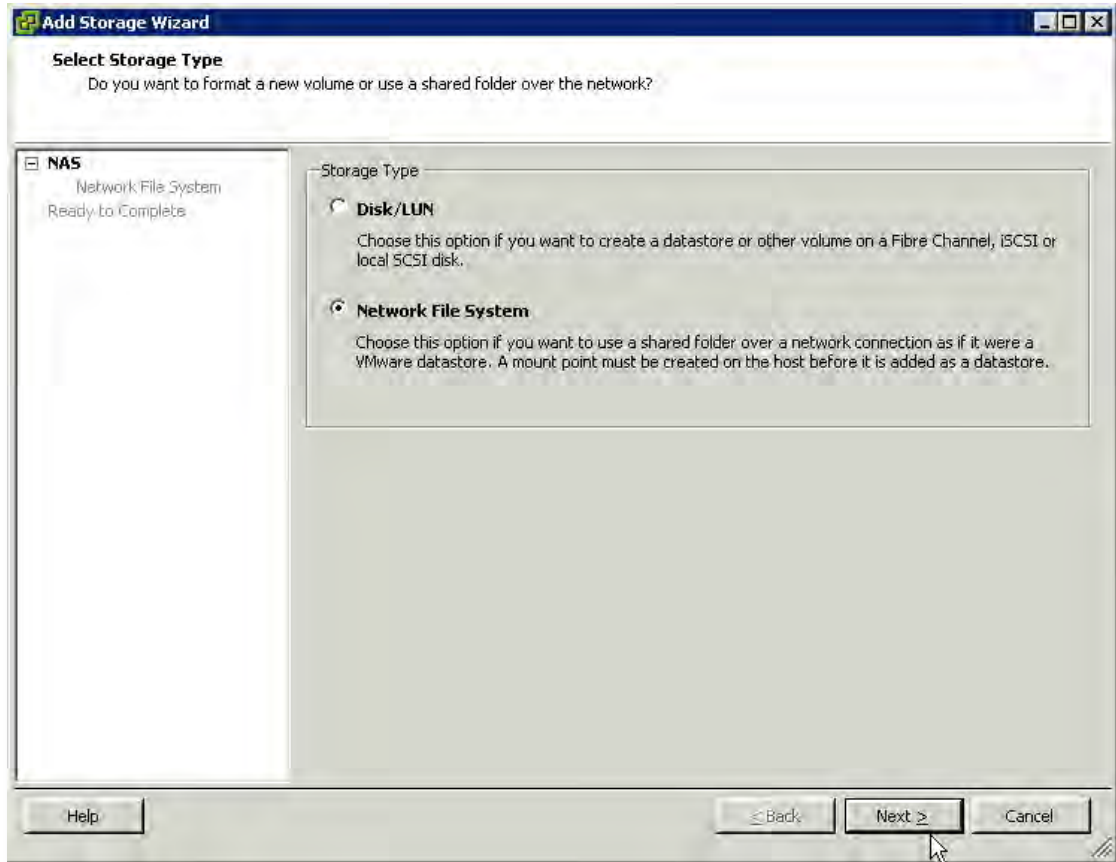 Add Storage Wizard
Select Storage Type
Do you want to format a new volume or use a shared folder over the network?
NAS
Network File System
Ready to Complete
Storage Type
Disk/LUN
Choose this option if you want to create a datastore or other volume on a Fibre Channel, iSCSI or
local SCSI disk.
Network File System
Choose this option if you want to use a shared folder over a network connection as if it were a
VMware datastore. A mount point must be created on the host before it is added as a datastore.
Help
< Back
Next >
Cancel